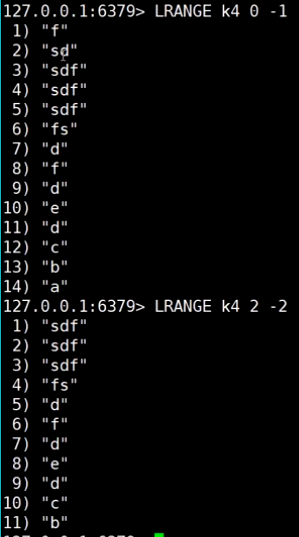 127.0.0.1:6379> LRANGE k4 0 -1
1) "f"
2) "sd"
3) "sdf"
4) "sdf"
5) "sdf"
6) "fs"
7) "d"
8) "f"
9) "d"
10) "e"
11) "d"
12) "c"
13) "b"
14) "a"
127.0.0.1:6379> LRANGE k4 2 -2
1) "sdf"
2) "sdf"
3) "sdf"
4) "fs"
5) "d"
6) "f"
7) "d"
8) "e"
9) "d"
10) "c"
11) "b"